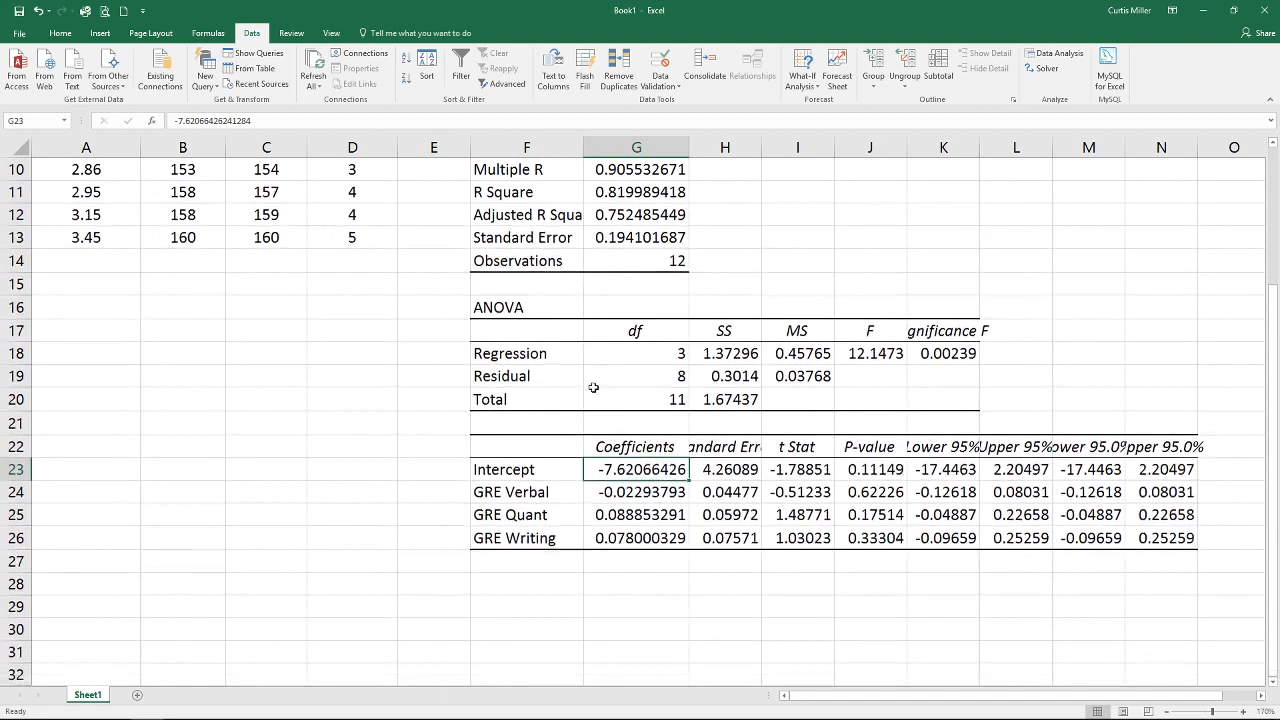 Book1 - Excel
Curtis Miller
File Home Insert Page Layout Formulas Data Review View Tell me what you want to do Share
From Access From Web From Text From Other Sources Existing Connections New Query Show Queries From Table Recent Sources Refresh All Connections Properties Edit Links Sort Filter Clear Reapply Advanced Text to Columns Flash Fill Remove Duplicates Data Validation Consolidate Relationships What-If Analysis Forecast Sheet Group Ungroup Subtotal Show Detail Hide Detail Data Analysis Solver MySQL for Excel
Get External Data Get & Transform Connections Sort & Filter Data Tools Forecast Outline Analyze MySQL
G23 fx -7.62066426241284
A B C D E F G H I J K L M N O
10 2.86 153 154 3 Multiple R 0.905532671
11 2.95 158 157 4 R Square 0.819989418
12 3.15 158 159 4 Adjusted R Squa 0.752485449
13 3.45 160 160 5 Standard Error 0.194101687
14 Observations 12
15
16 ANOVA
17 df SS MS F gnificance F
18 Regression 3 1.37296 0.45765 12.1473 0.00239
19 Residual 8 0.3014 0.03768
20 Total 11 1.67437
21
22 Coefficients andard Err t Stat P-value Lower 95% Upper 95% ower 95.0% pper 95.0%
23 Intercept -7.62066426 4.26089 -1.78851 0.11149 -17.4463 2.20497 -17.4463 2.20497
24 GRE Verbal -0.02293793 0.04477 -0.51233 0.62226 -0.12618 0.08031 -0.12618 0.08031
25 GRE Quant 0.088853291 0.05972 1.48771 0.17514 -0.04887 0.22658 -0.04887 0.22658
26 GRE Writing 0.078000329 0.07571 1.03023 0.33304 -0.09659 0.25259 -0.09659 0.25259
27
28
29
30
31
32
Sheet1
Ready
170%